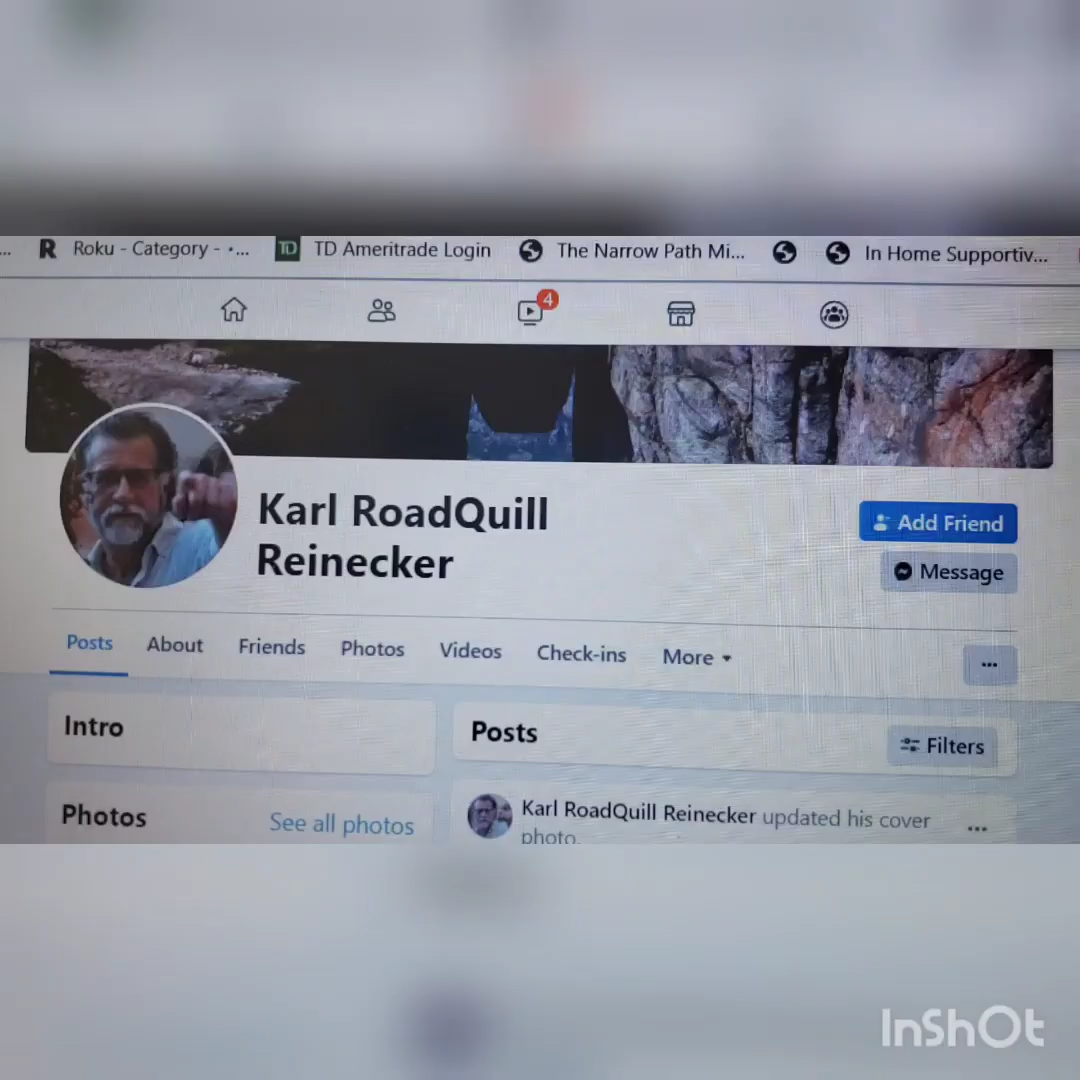 ... R Roku - Category - •... TD TD Ameritrade Login The Narrow Path Mi... In Home Supportiv...
4
Karl RoadQuill
Reinecker
Add Friend
Message
Posts About Friends Photos Videos Check-ins More
...
Intro
Posts
Filters
Photos See all photos
Karl RoadQuill Reinecker updated his cover
photo.
...
InShOt